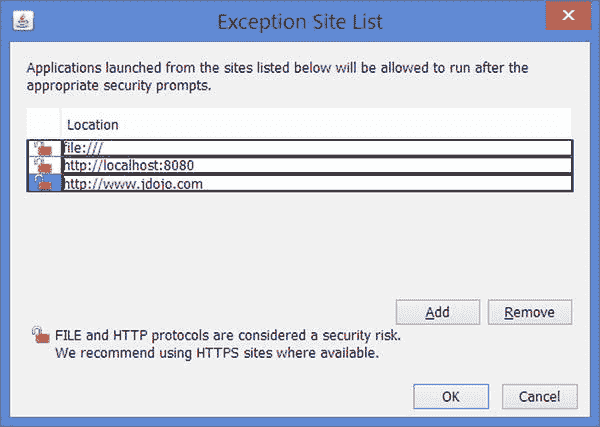 Exception Site List
Applications launched from the sites listed below will be allowed to run after the
appropriate security prompts.
Location
file:///
http://localhost:8080
http://www.jdojo.com
Add Remove
FILE and HTTP protocols are considered a security risk.
We recommend using HTTPS sites where available.
OK Cancel